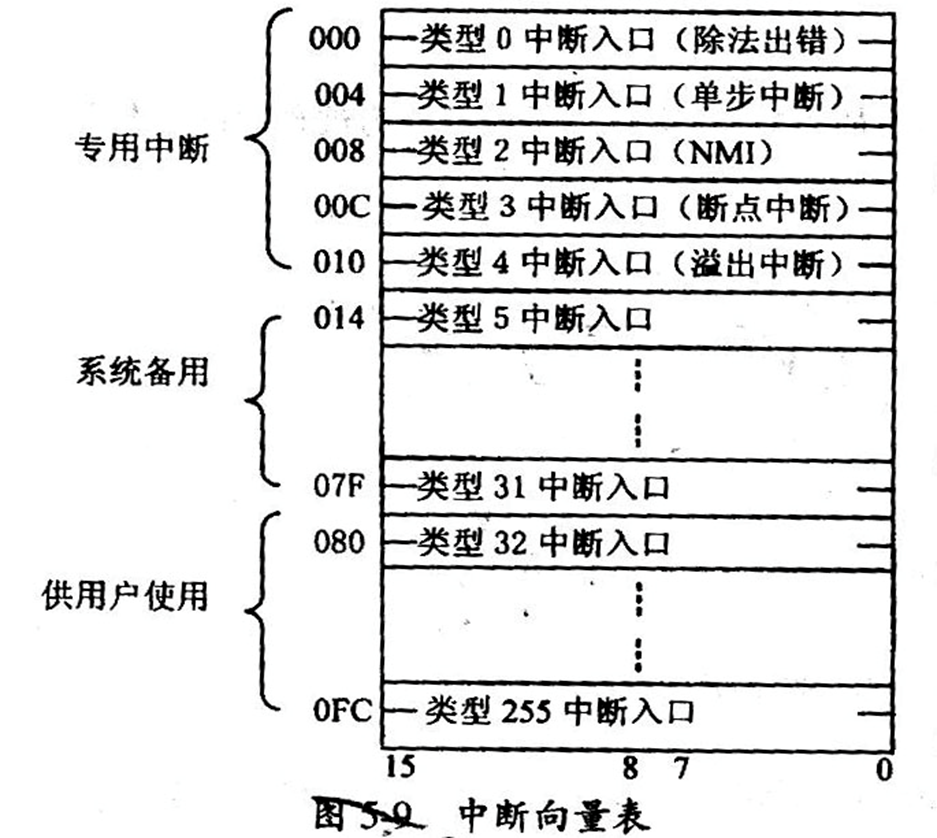 000 类型 0 中断入口（除法出错）
004 类型 1 中断入口（单步中断）
专用中断 008 类型 2 中断入口（NMI）
00C 类型 3 中断入口（断点中断）
010 类型 4 中断入口（溢出中断）
014 类型 5 中断入口
系统备用
07F 类型 31 中断入口
080 类型 32 中断入口
供用户使用
0FC 类型 255 中断入口
15 8 7 0
图 5-9 中断向量表